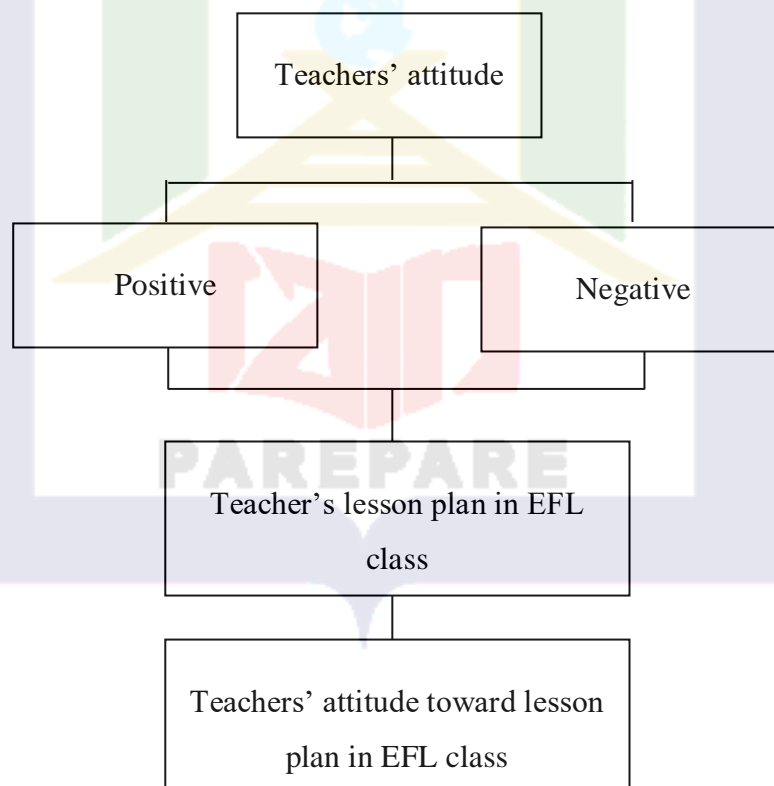 Teachers’ attitude
Positive
Negative
PAREPARE
Teacher’s lesson plan in EFL
class
Teachers’ attitude toward lesson
plan in EFL class